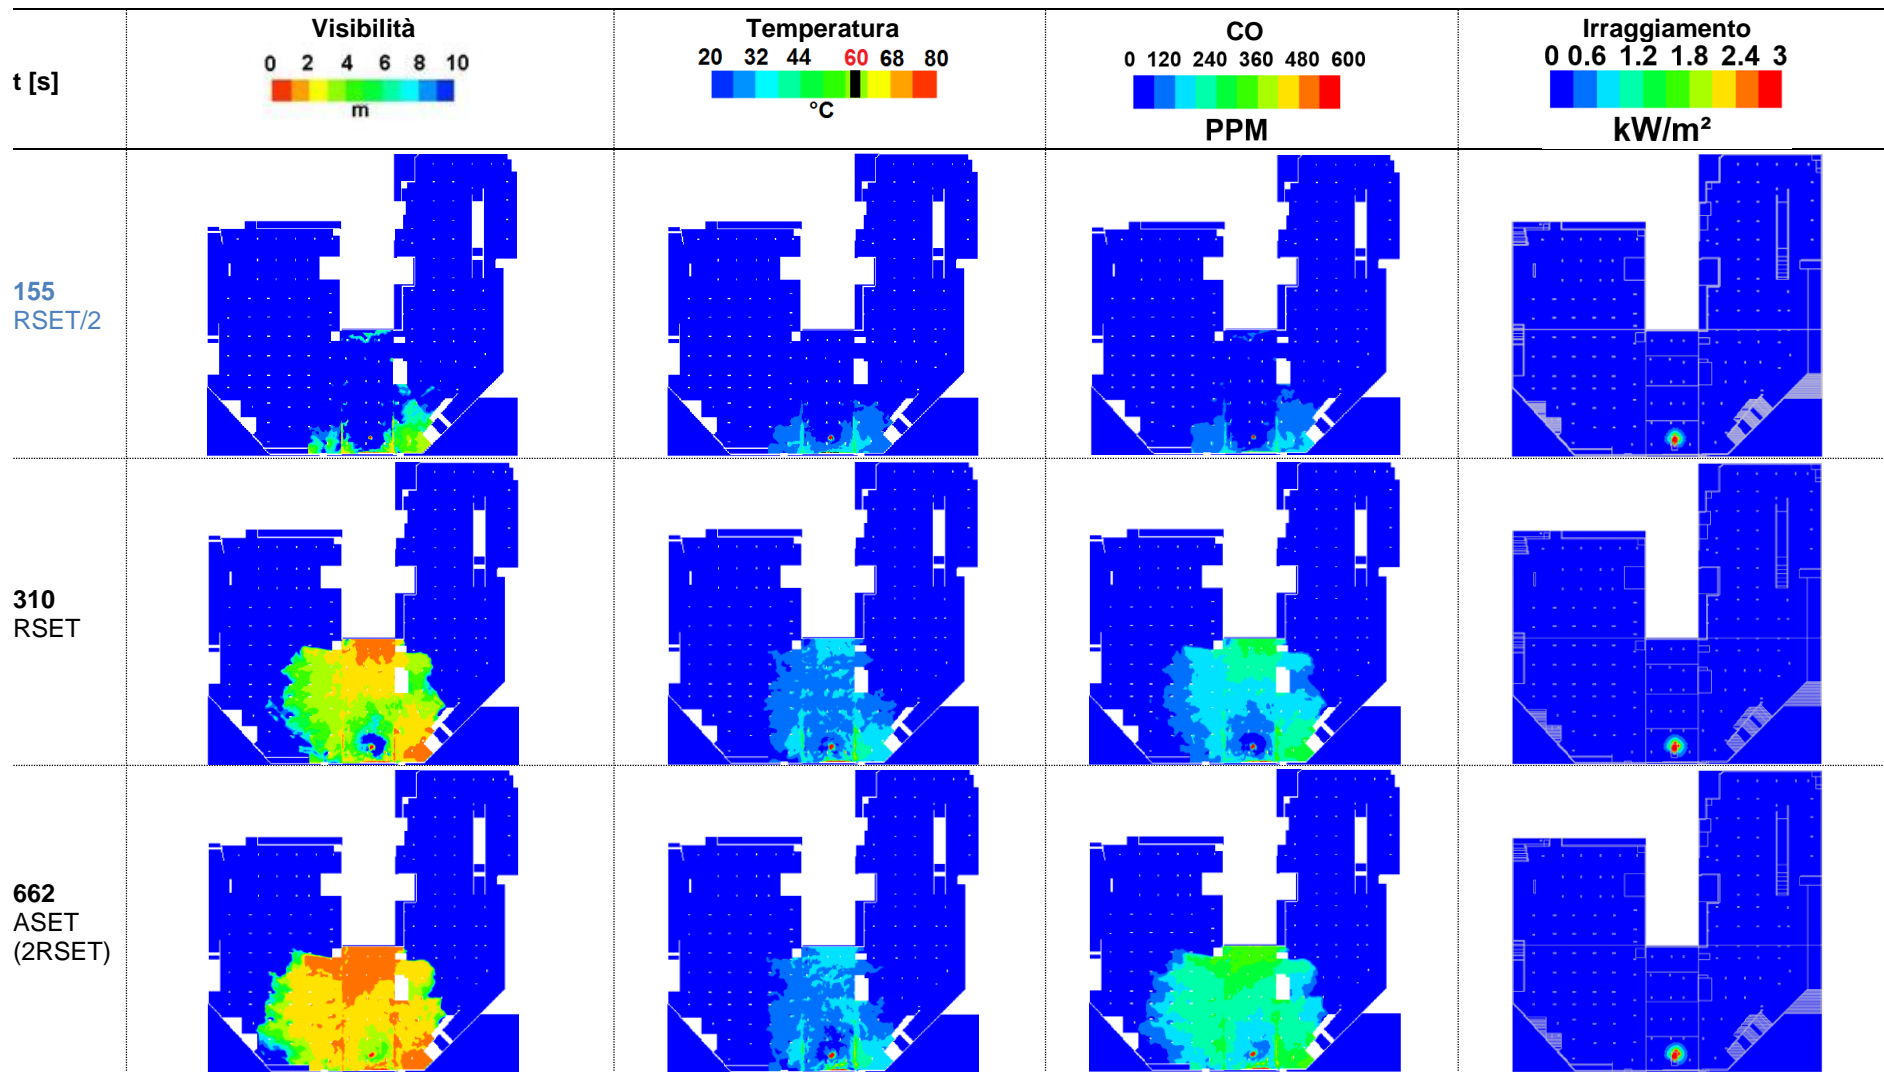 t [s]
Visibilità
0 2 4 6 8 10
m
Temperatura
20 32 44 60 68 80
°C
CO
0 120 240 360 480 600
PPM
Irraggiamento
0 0.6 1.2 1.8 2.4 3
kW/m²
155
RSET/2
310
RSET
662
ASET
(2RSET)